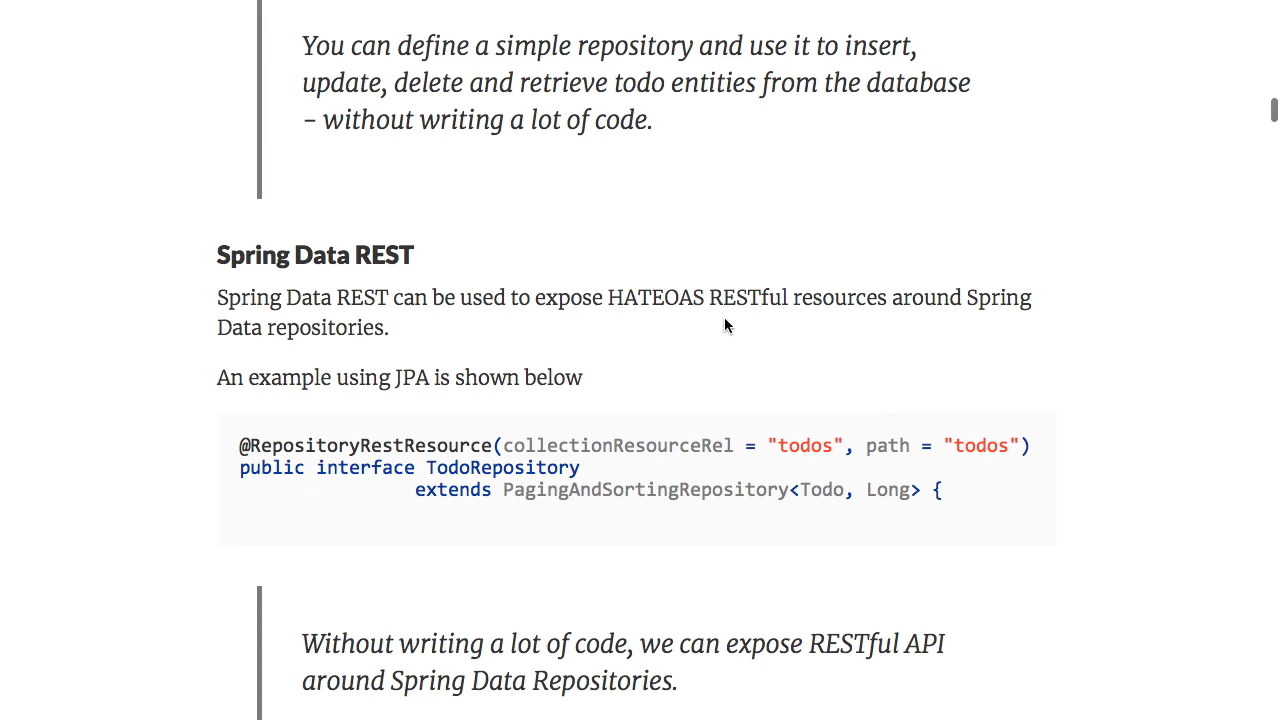 You can define a simple repository and use it to insert,
update, delete and retrieve todo entities from the database
– without writing a lot of code.
Spring Data REST
Spring Data REST can be used to expose HATEOAS RESTful resources around Spring
Data repositories.
An example using JPA is shown below
@RepositoryRestResource(collectionResourceRel = "todos", path = "todos")
public interface TodoRepository
extends PagingAndSortingRepository<Todo, Long> {
Without writing a lot of code, we can expose RESTful API
around Spring Data Repositories.